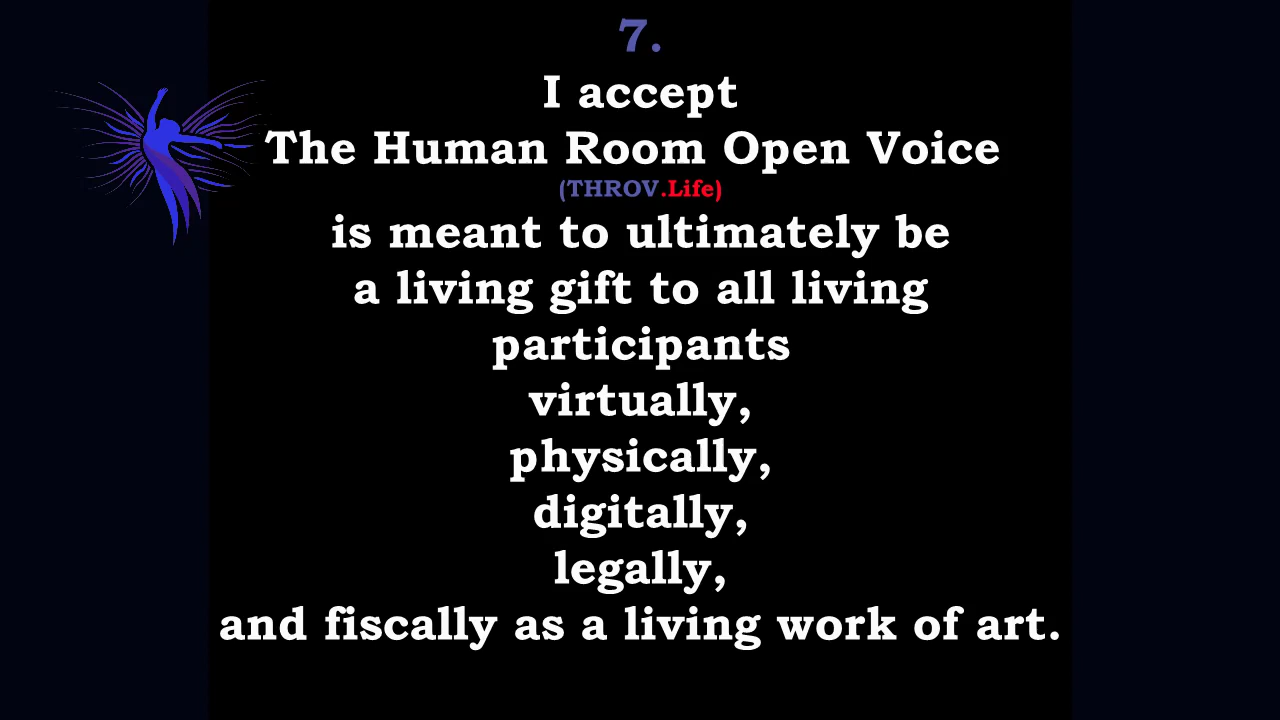 7.
I accept
The Human Room Open Voice
(THROV.Life)
is meant to ultimately be
a living gift to all living
participants
virtually,
physically,
digitally,
legally,
and fiscally as a living work of art.